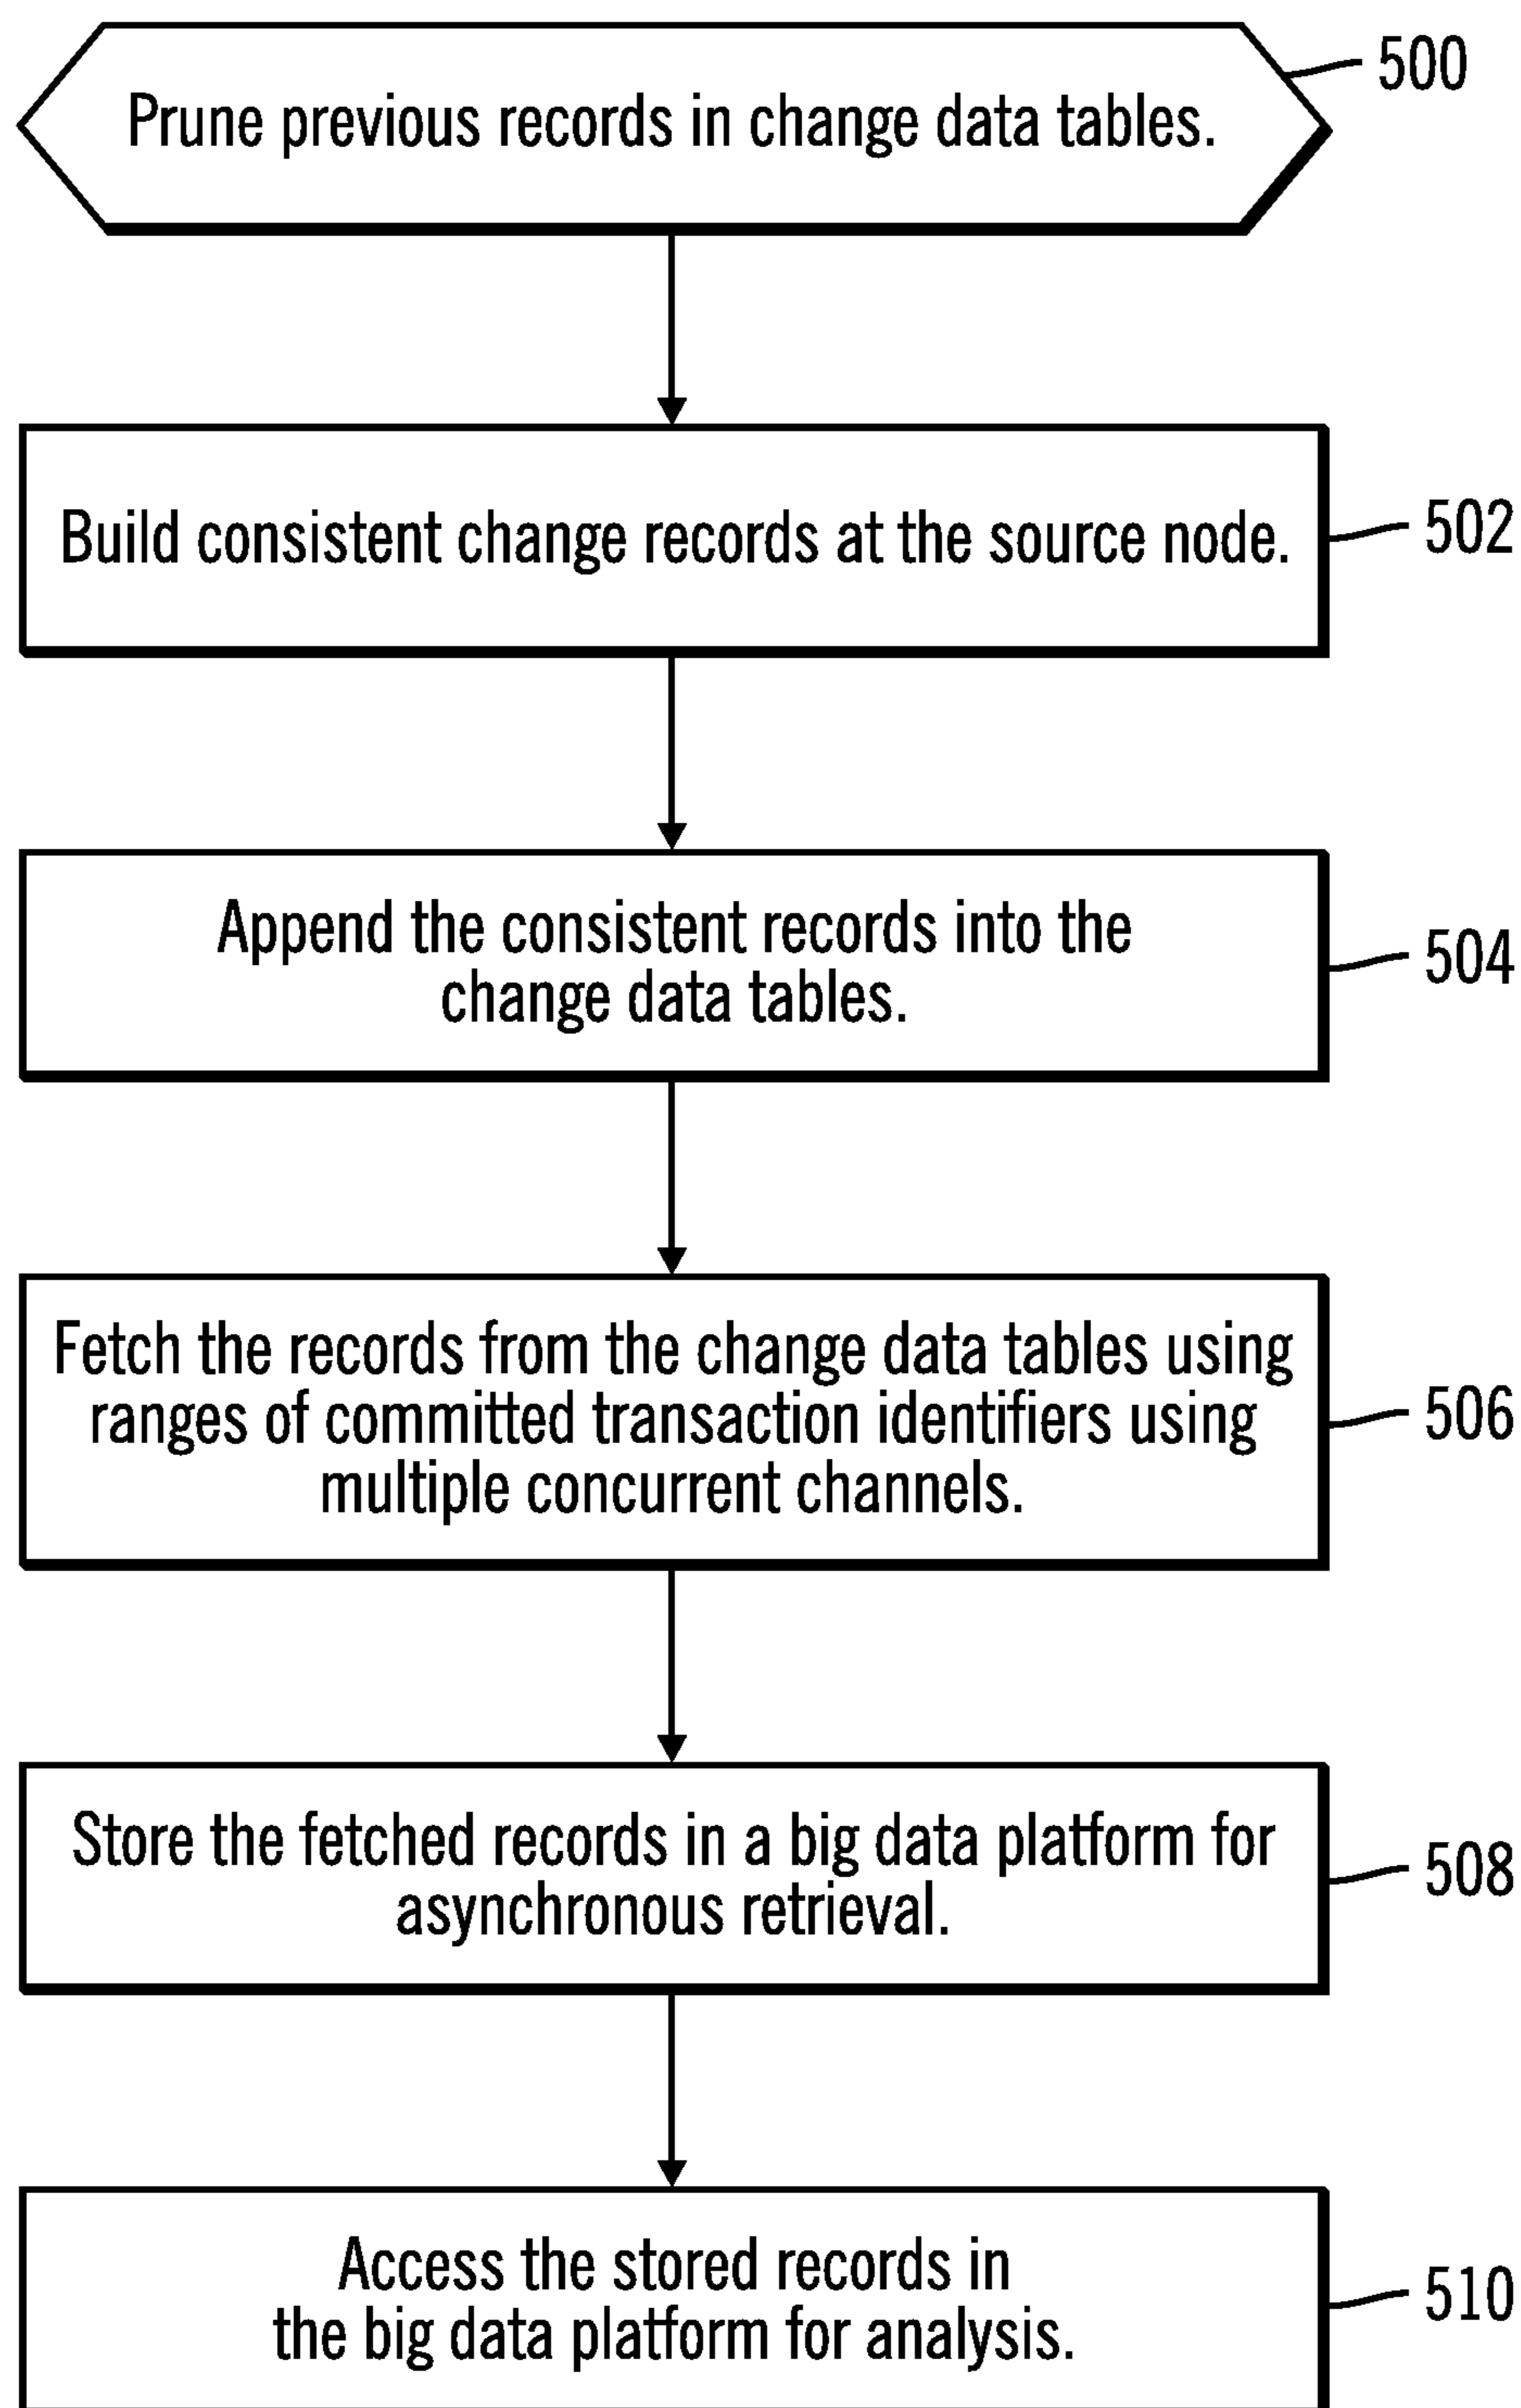 500
Prune previous records in change data tables.
Build consistent change records at the source node.
502
Append the consistent records into the
change data tables.
504
Fetch the records from the change data tables using
ranges of committed transaction identifiers using
multiple concurrent channels.
506
Store the fetched records in a big data platform for
asynchronous retrieval.
508
Access the stored records in
the big data platform for analysis.
510